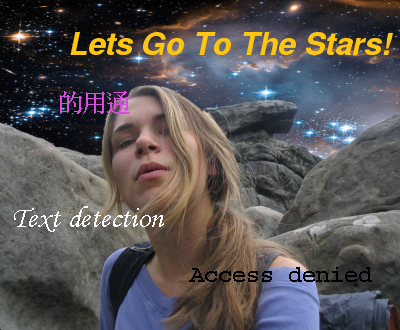 Lets Go To The Stars!
的用通
Text detection
Access denied